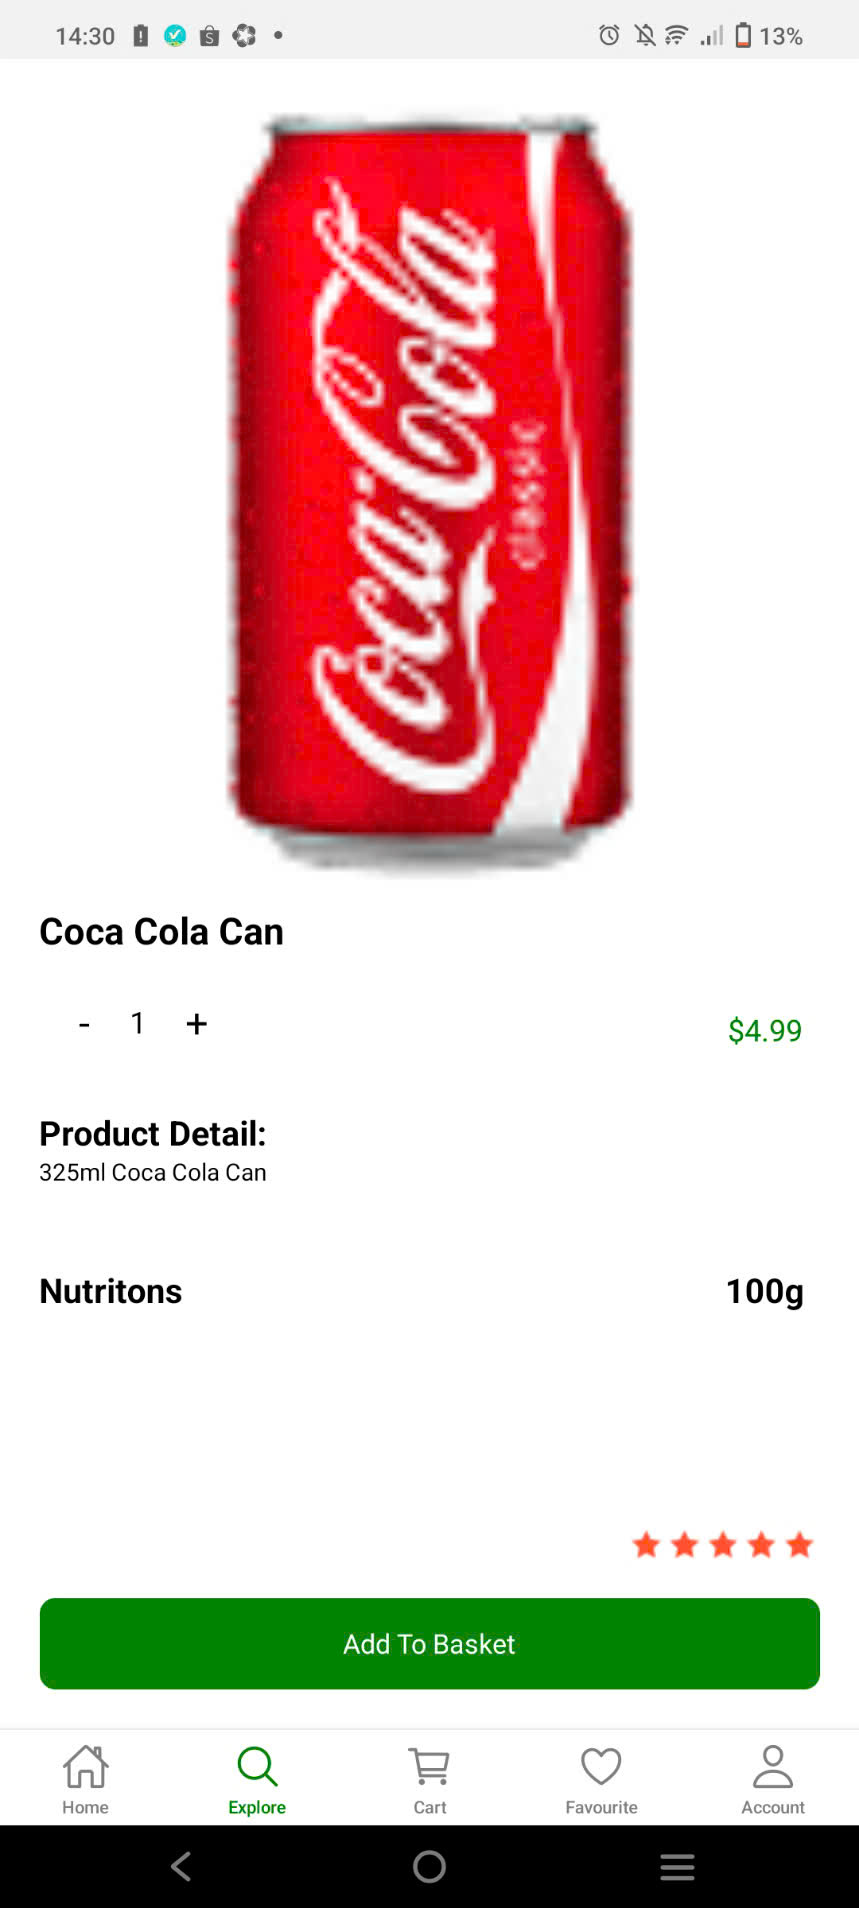 14:30
13%
Coca-Cola
classic
Coca Cola Can
- 1 +
$4.99
Product Detail:
325ml Coca Cola Can
Nutritons 100g
Add To Basket
Home Explore Cart Favourite Account